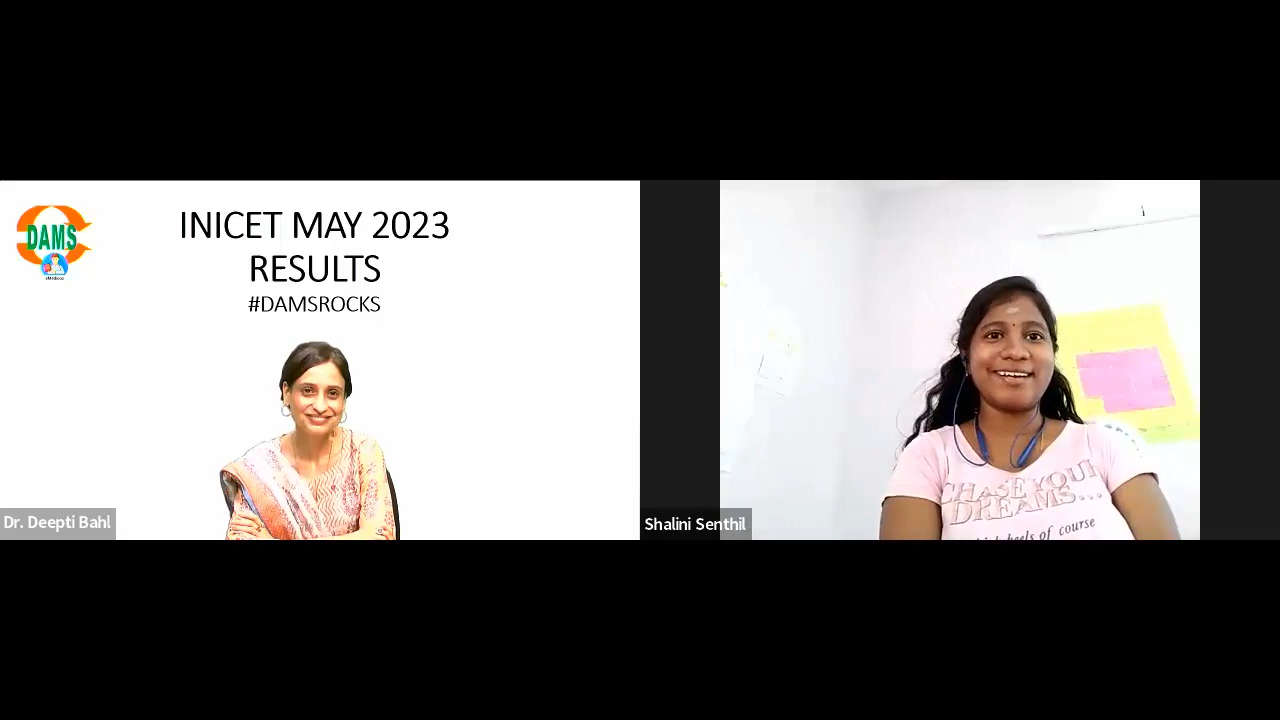 DAMS
INICET MAY 2023
RESULTS
#DAMSROCKS
Dr. Deepti Bahl
Shalini Senthil
CHASE YOUR
DREAMS...
heels of course